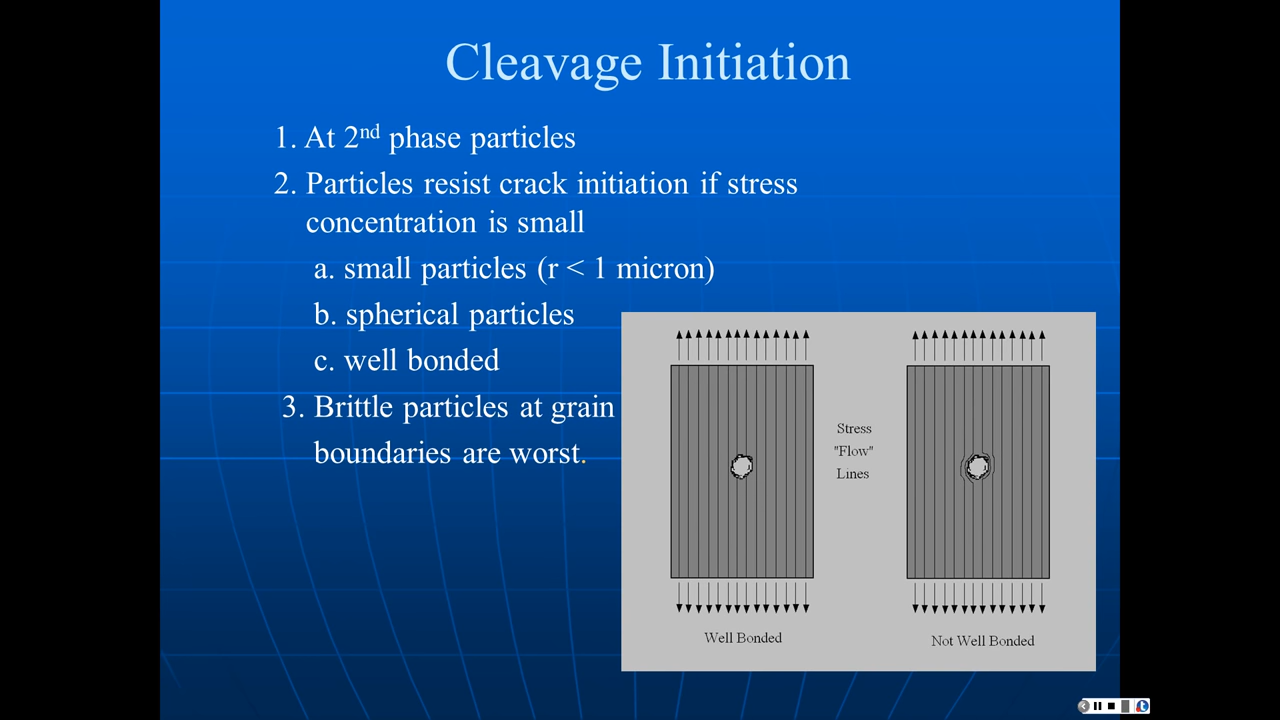 Cleavage Initiation
1. At 2nd phase particles
2. Particles resist crack initiation if stress
concentration is small
a. small particles (r < 1 micron)
b. spherical particles
c. well bonded
3. Brittle particles at grain
boundaries are worst.
Stress
"Flow"
Lines
Well Bonded
Not Well Bonded